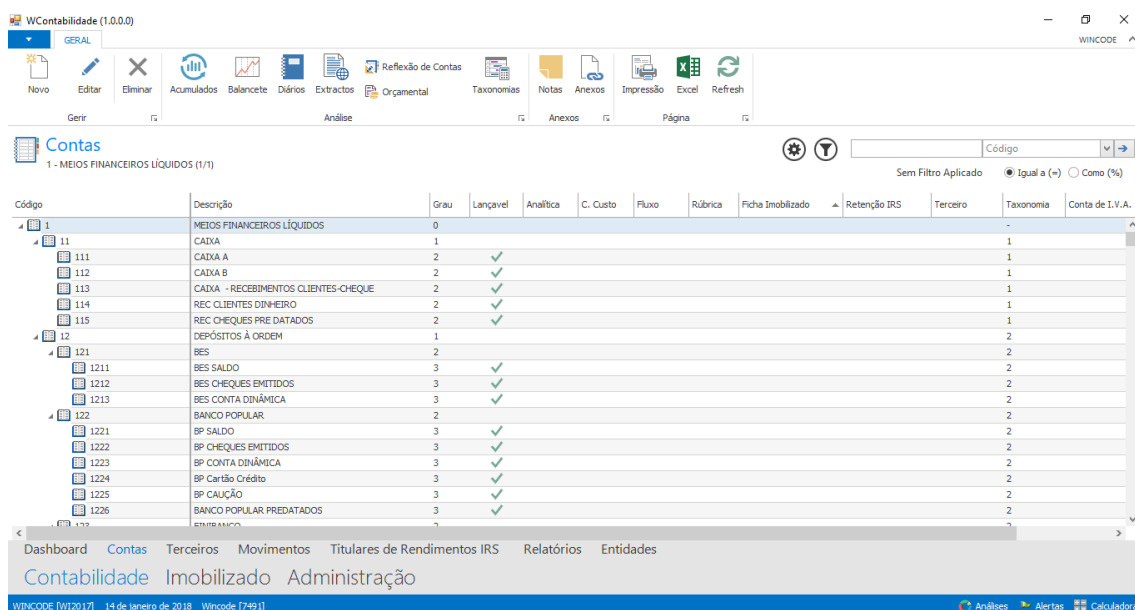 WContabilidade (1.0.0.0)
GERAL
WINCODE
Novo Editar Eliminar Acumulados Balancete Diários Extractos Reflexão de Contas Orçamental Taxonomias Notas Anexos Impressão Excel Refresh
Gerir Análise Anexos Página
Contas
1 - MEIOS FINANCEIROS LÍQUIDOS (1/1)
Código
Sem Filtro Aplicado Igual a (=) Como (%)
Código Descrição Grau Lançavel Analítica C. Custo Fluxo Rúbrica Ficha Imobilizado Retenção IRS Terceiro Taxonomia Conta de I.V.A.
1 MEIOS FINANCEIROS LÍQUIDOS 0 -
11 CAIXA 1 1
111 CAIXA A 2 1
112 CAIXA B 2 1
113 CAIXA - RECEBIMENTOS CLIENTES-CHEQUE 2 1
114 REC CLIENTES DINHEIRO 2 1
115 REC CHEQUES PRE DATADOS 2 1
12 DEPÓSITOS À ORDEM 1 2
121 BES 2 2
1211 BES SALDO 3 2
1212 BES CHEQUES EMITIDOS 3 2
1213 BES CONTA DINÂMICA 3 2
122 BANCO POPULAR 2 2
1221 BP SALDO 3 2
1222 BP CHEQUES EMITIDOS 3 2
1223 BP CONTA DINÂMICA 3 2
1224 BP Cartão Crédito 3 2
1225 BP CAUÇÃO 3 2
1226 BANCO POPULAR PREDATADOS 3 2
123 FINIBANCO 2 2
Dashboard Contas Terceiros Movimentos Titulares de Rendimentos IRS Relatórios Entidades
Contabilidade Imobilizado Administração
WINCODE [WI2017] 14 de janeiro de 2018 Wincode [7491] Análises Alertas Calculadora